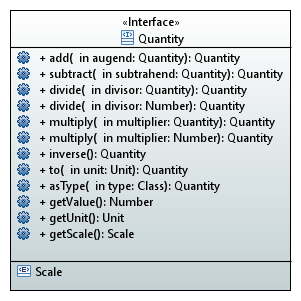 «Interface»
Quantity
+ add( in augend: Quantity): Quantity
+ subtract( in subtrahend: Quantity): Quantity
+ divide( in divisor: Quantity): Quantity
+ divide( in divisor: Number): Quantity
+ multiply( in multiplier: Quantity): Quantity
+ multiply( in multiplier: Number): Quantity
+ inverse(): Quantity
+ to( in unit: Unit): Quantity
+ asType( in type: Class): Quantity
+ getValue(): Number
+ getUnit(): Unit
+ getScale(): Scale
Scale